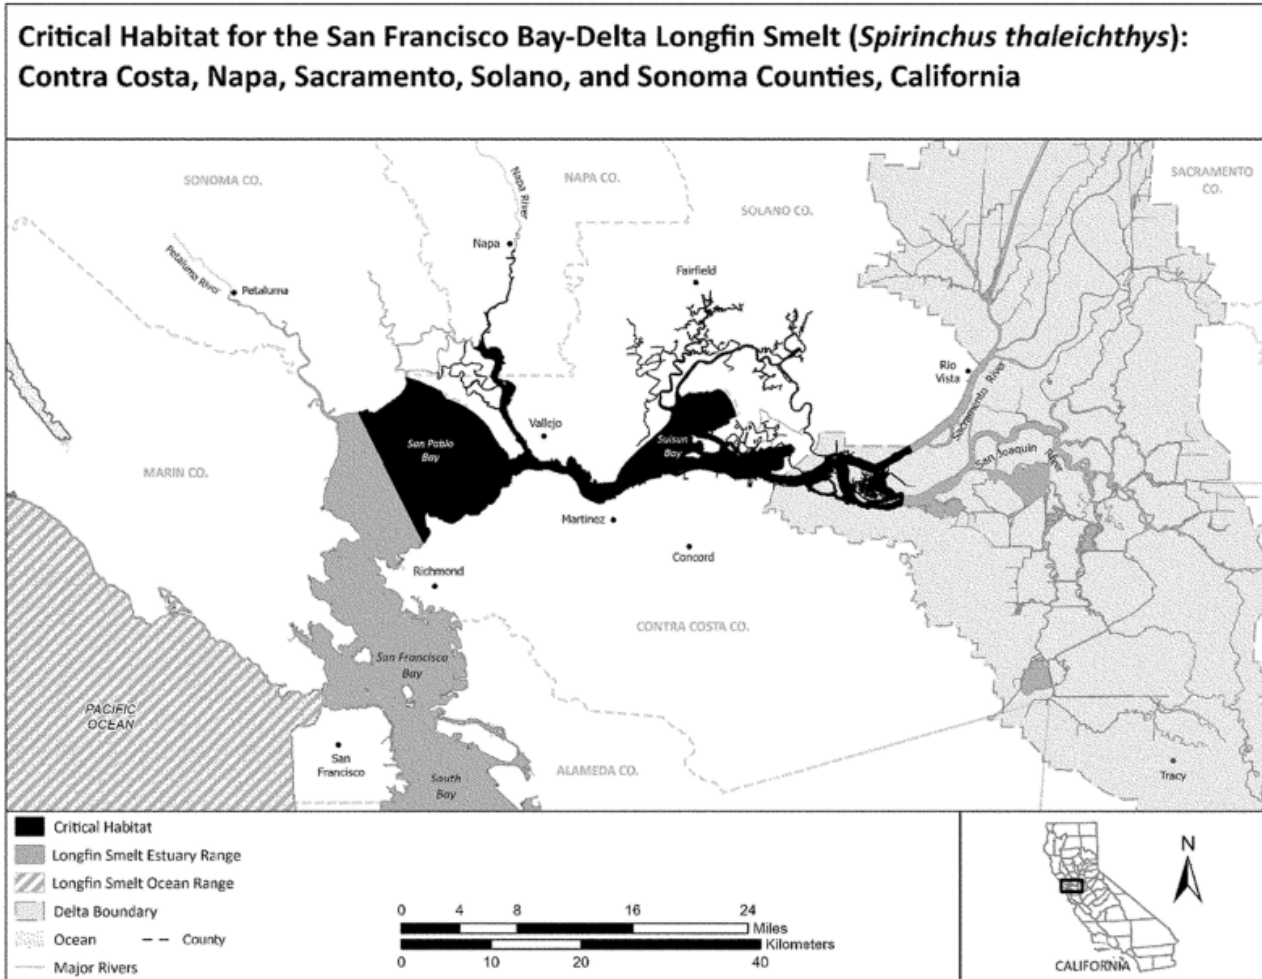 Critical Habitat for the San Francisco Bay-Delta Longfin Smelt (Spirinchus thaleichthys):
Contra Costa, Napa, Sacramento, Solano, and Sonoma Counties, California
SONOMA CO.
Napa River
NAPA CO.
SOLANO CO.
SACRAMENTO
CO.
Petaluma River
Petaluma
Napa
Fairfield
Rio
Vista
Sacramento River
San Joaquin River
San Pablo
Bay
Vallejo
Suisun
Bay
MARIN CO.
Martinez
Concord
Richmond
CONTRA COSTA CO.
San Francisco
Bay
PACIFIC
OCEAN
San
Francisco
South
Bay
ALAMEDA CO.
Tracy
Critical Habitat
Longfin Smelt Estuary Range
Longfin Smelt Ocean Range
Delta Boundary
Ocean
County
Major Rivers
0 4 8 16 24
Miles
Kilometers
0 10 20 40
N
CALIFORNIA